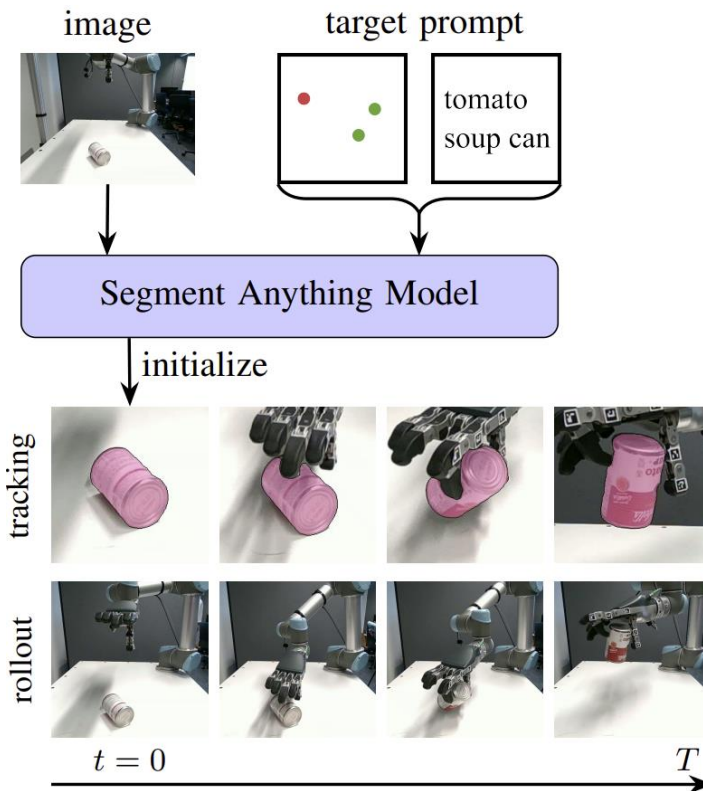 image
target prompt
tomato
soup can
Segment Anything Model
initialize
tracking
rollout
t = 0
T